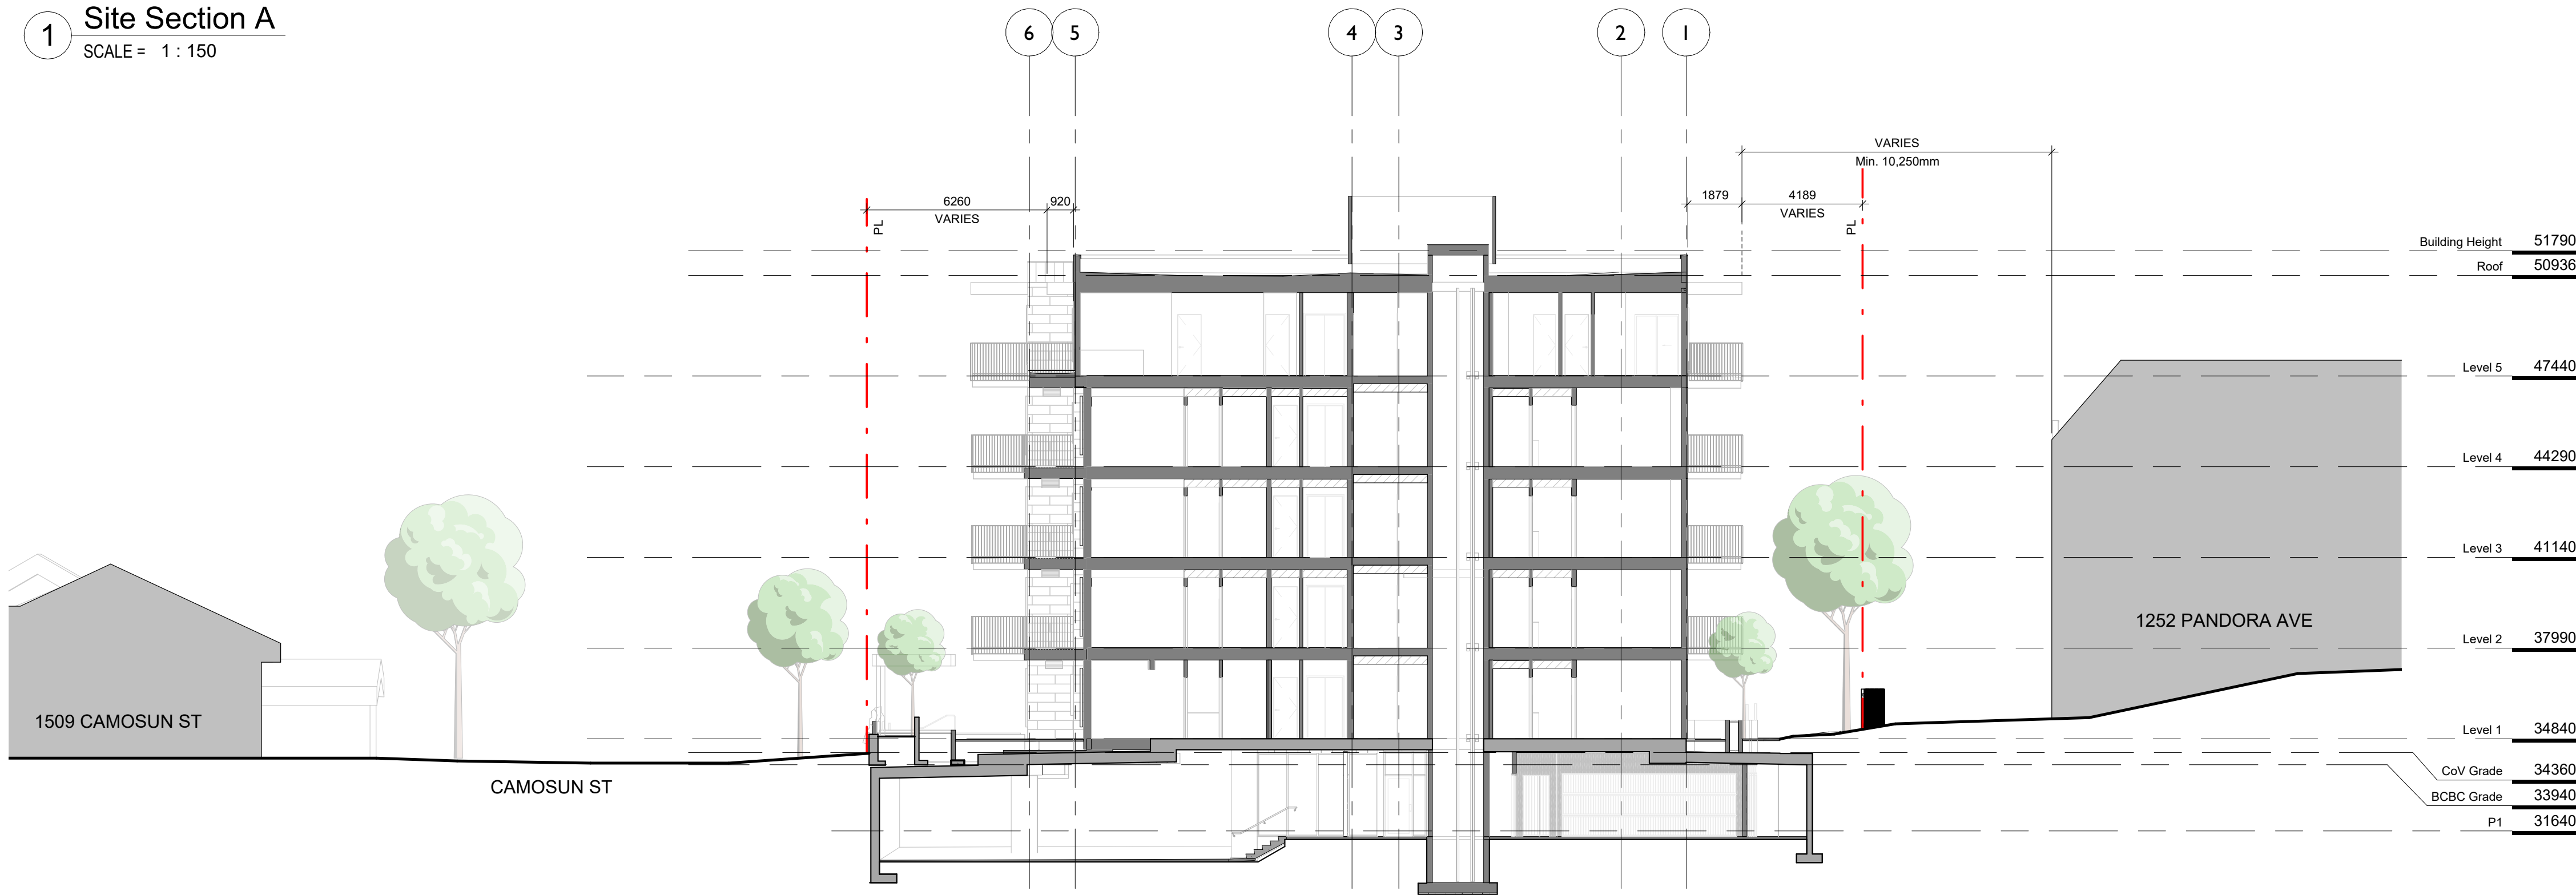 1
Site Section A
SCALE = 1 : 150
6
5
4
3
2
1
VARIES
Min. 10,250mm
6260
920
VARIES
1879
4189
VARIES
PL
PL
Building Height 51790
Roof 50936
Level 5 47440
Level 4 44290
Level 3 41140
1252 PANDORA AVE
Level 2 37990
1509 CAMOSUN ST
Level 1 34840
CAMOSUN ST
CoV Grade 34360
BCBC Grade 33940
P1 31640